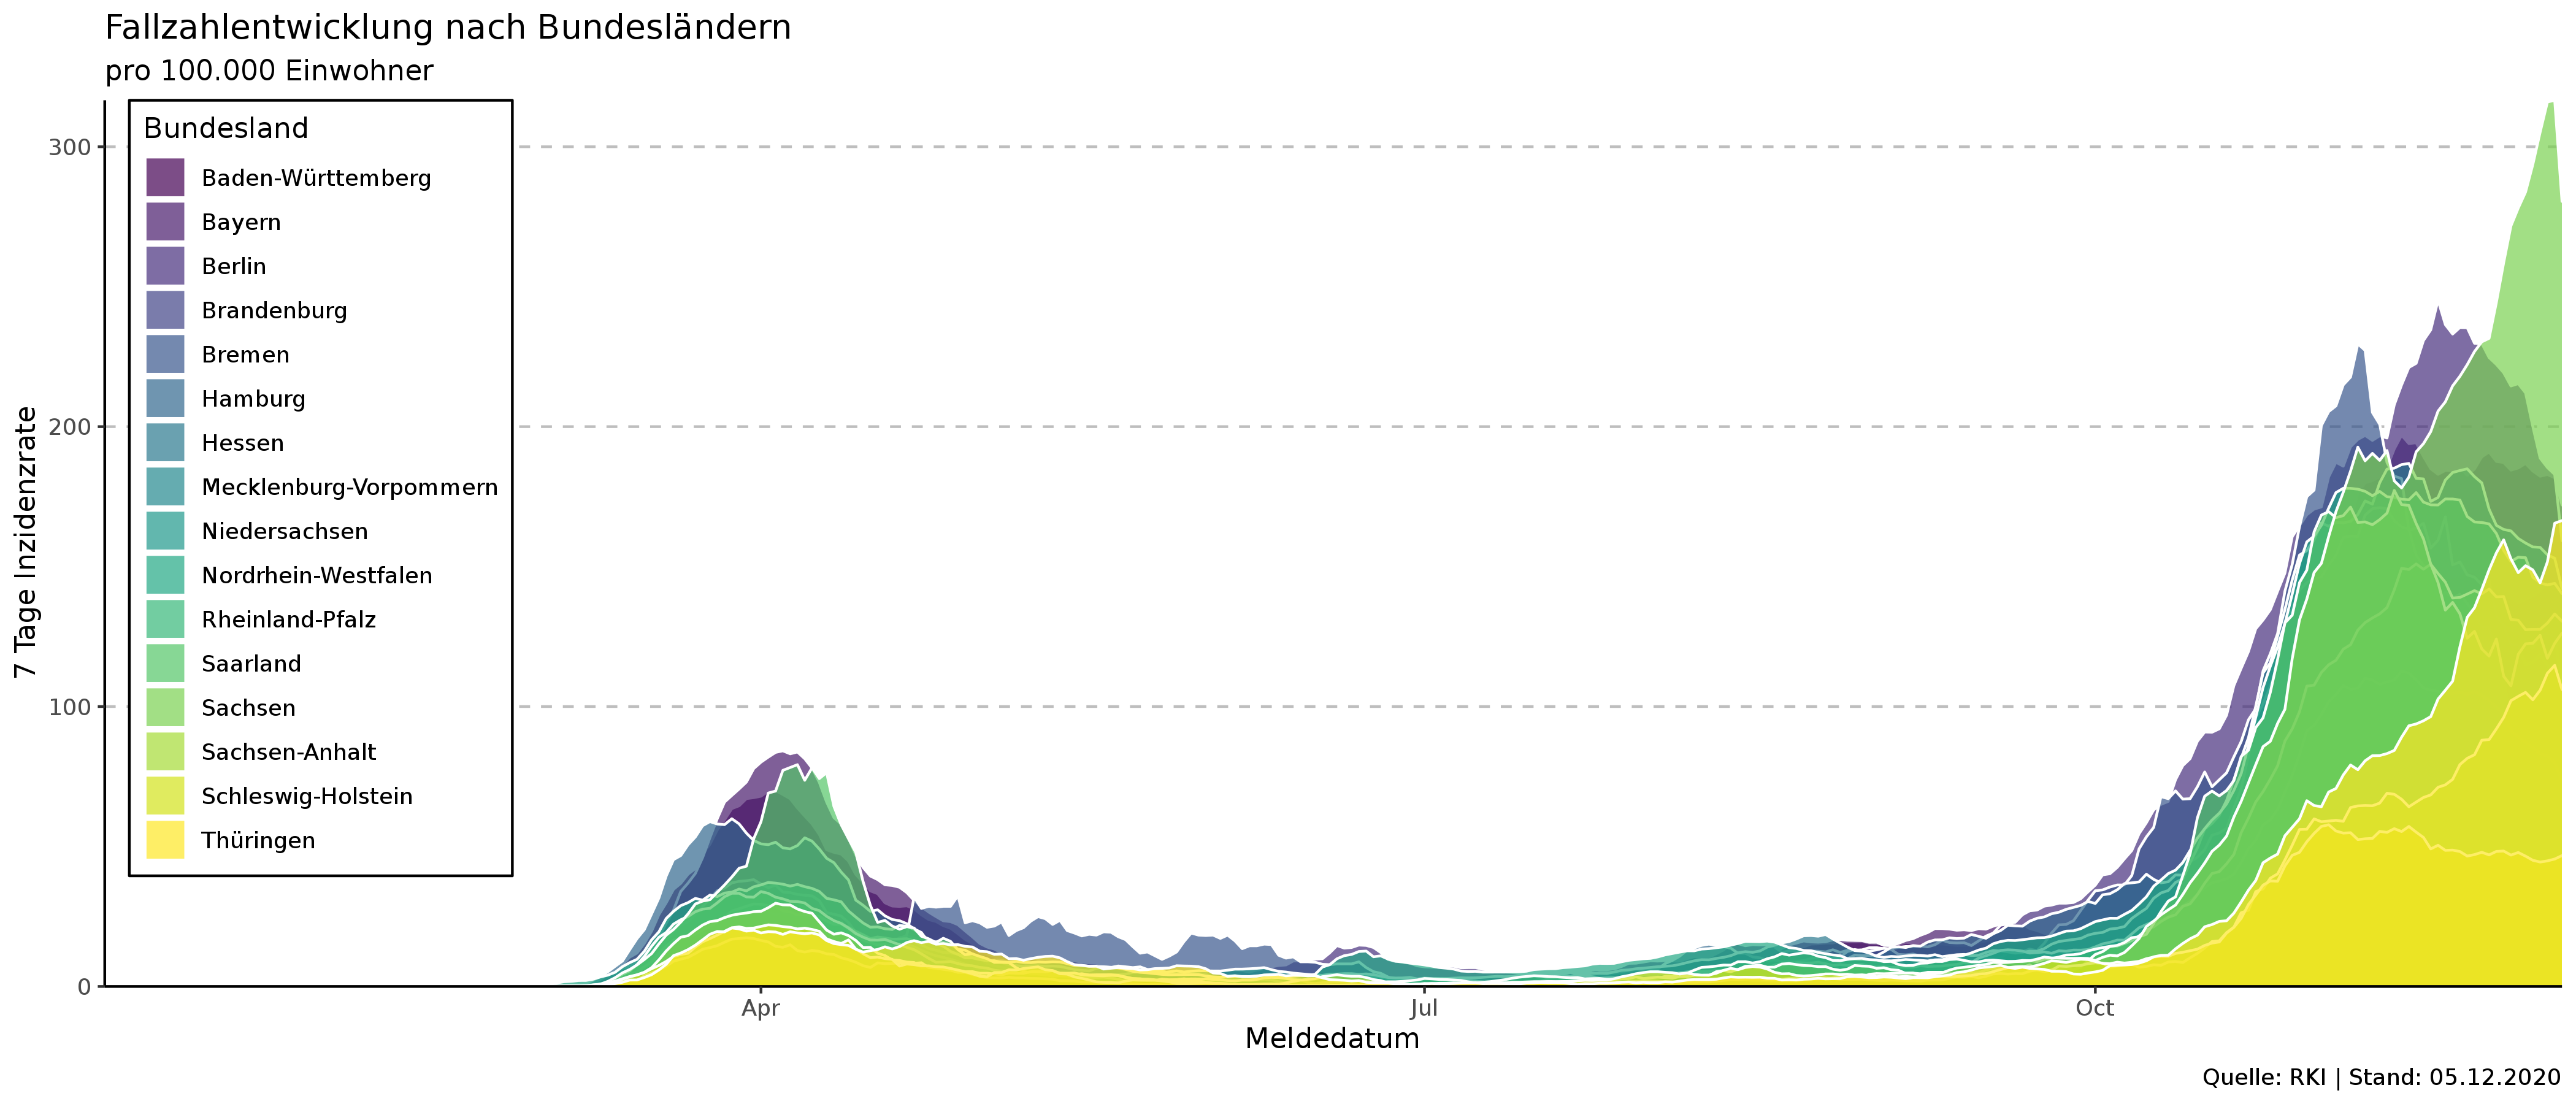 Fallzahlentwicklung nach Bundesländern
pro 100.000 Einwohner
Bundesland
Baden-Württemberg
Bayern
Berlin
Brandenburg
Bremen
Hamburg
Hessen
Mecklenburg-Vorpommern
Niedersachsen
Nordrhein-Westfalen
Rheinland-Pfalz
Saarland
Sachsen
Sachsen-Anhalt
Schleswig-Holstein
Thüringen
7 Tage Inzidenzrate
300
200
100
0
Apr
Jul
Oct
Meldedatum
Quelle: RKI | Stand: 05.12.2020